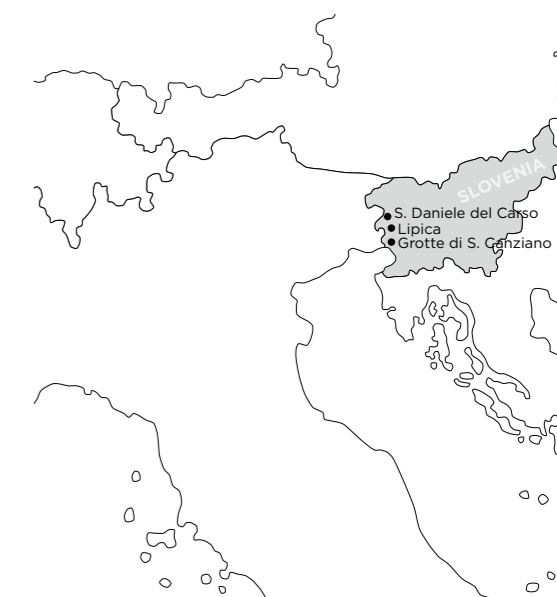 SLOVENIA
S. Daniele del Carso
Lipica
Grotte di S. Canziano